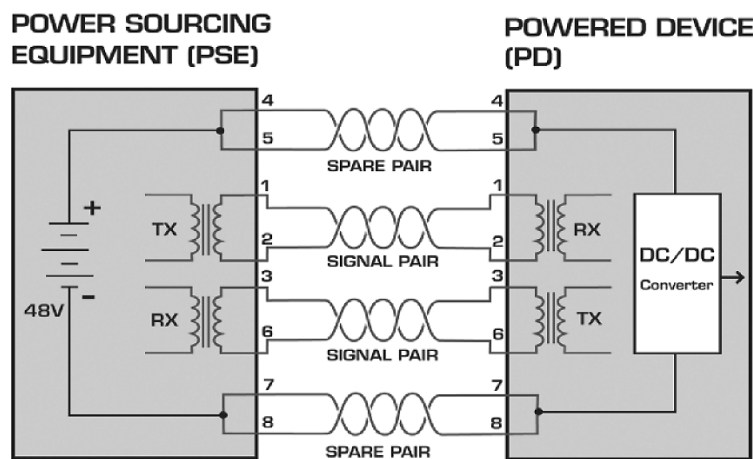 POWER SOURCING
EQUIPMENT (PSE)
POWERED DEVICE
(PD)
4
5
SPARE PAIR
4
5
1
2
TX
SIGNAL PAIR
1
2
RX
3
6
RX
SIGNAL PAIR
3
6
TX
+
-
48V
DC/DC
Converter
7
8
SPARE PAIR
7
8